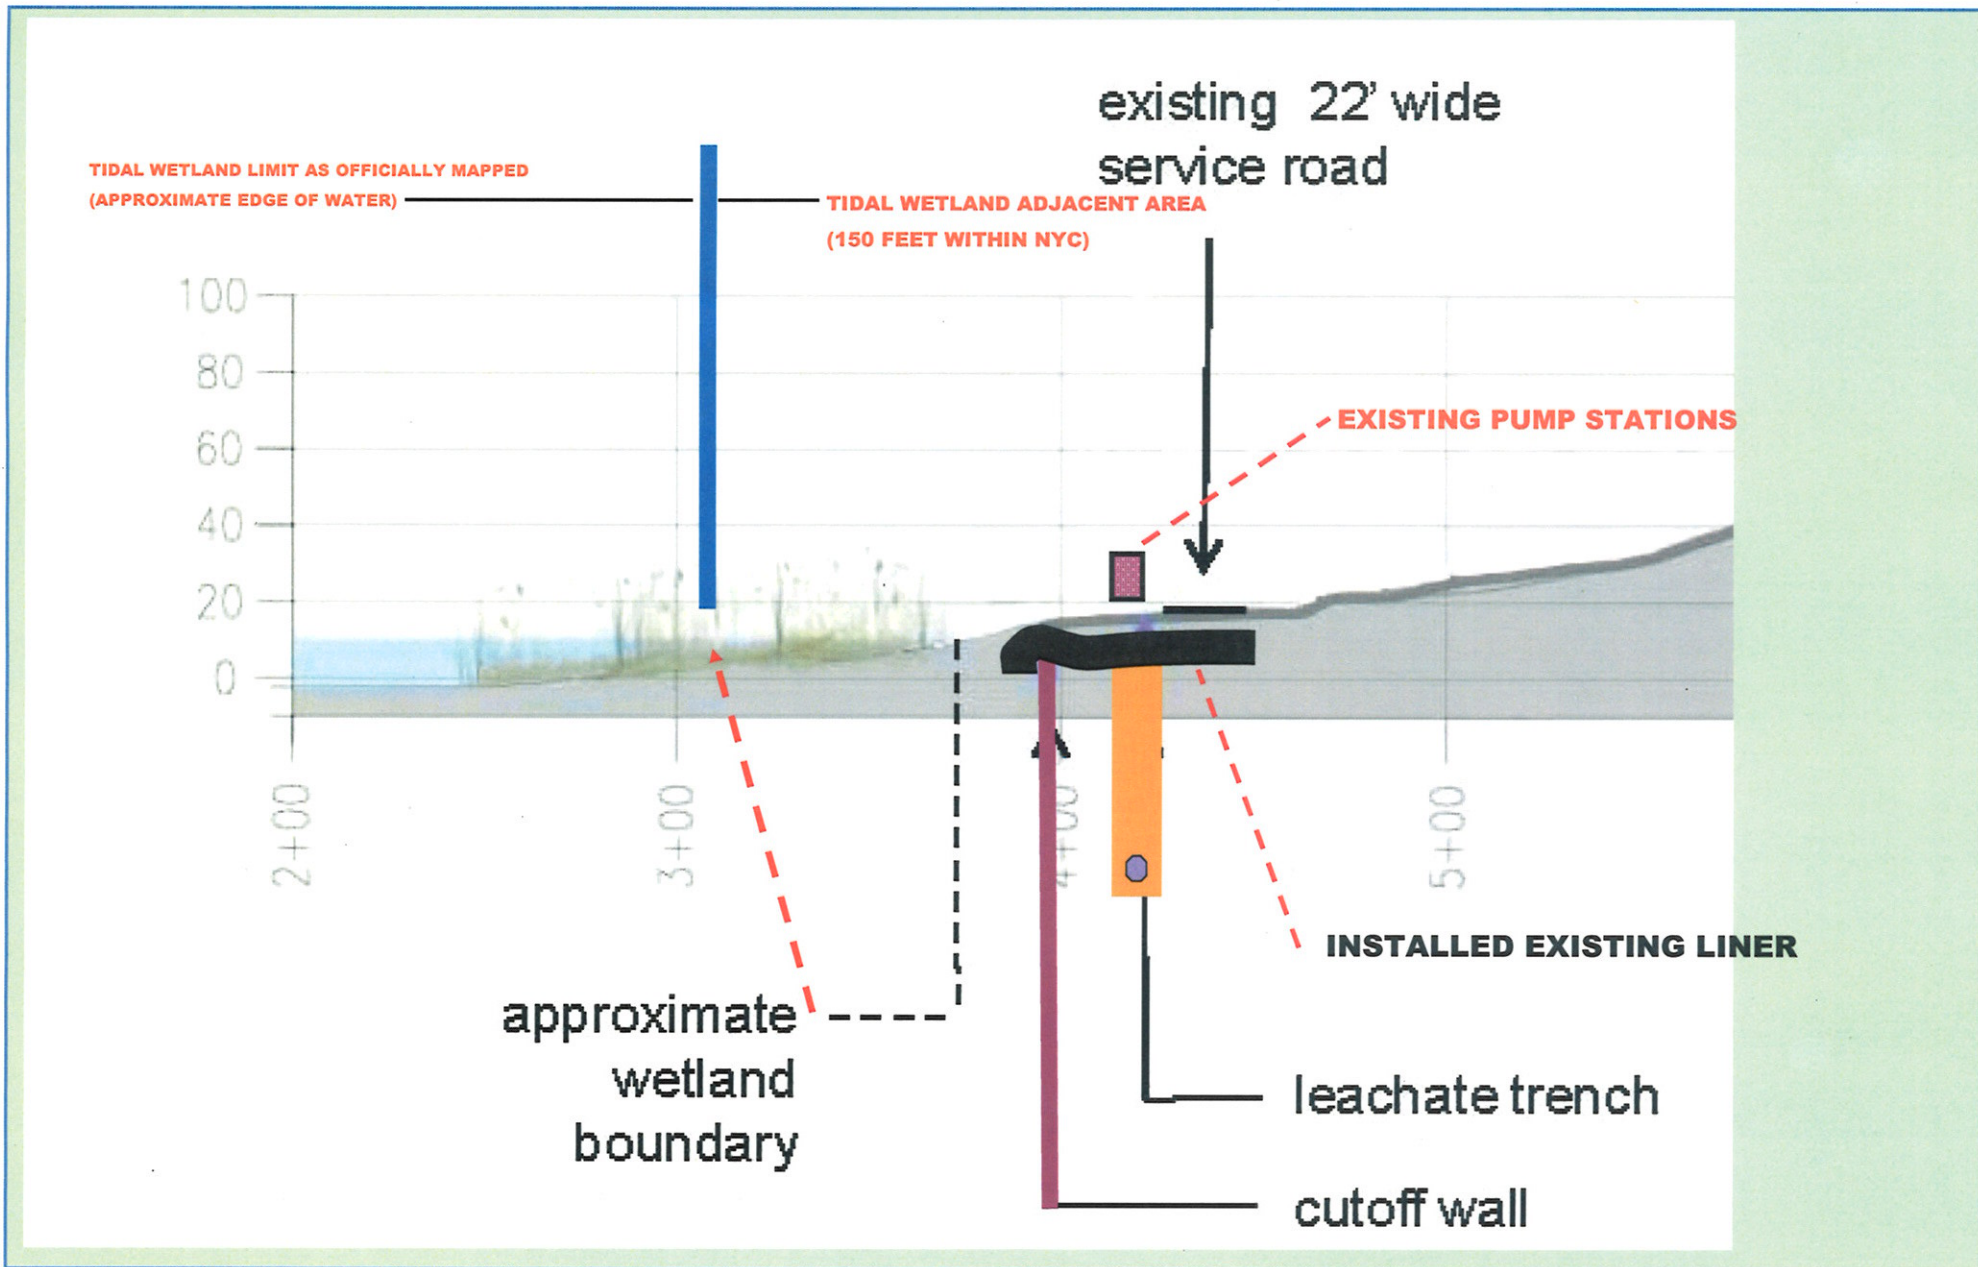 existing 22' wide
service road
TIDAL WETLAND LIMIT AS OFFICIALLY MAPPED
(APPROXIMATE EDGE OF WATER)
TIDAL WETLAND ADJACENT AREA
(150 FEET WITHIN NYC)
100
80
60
40
20
0
EXISTING PUMP STATIONS
2+00
3+00
4+00
5+00
INSTALLED EXISTING LINER
approximate
wetland
boundary
leachate trench
cutoff wall